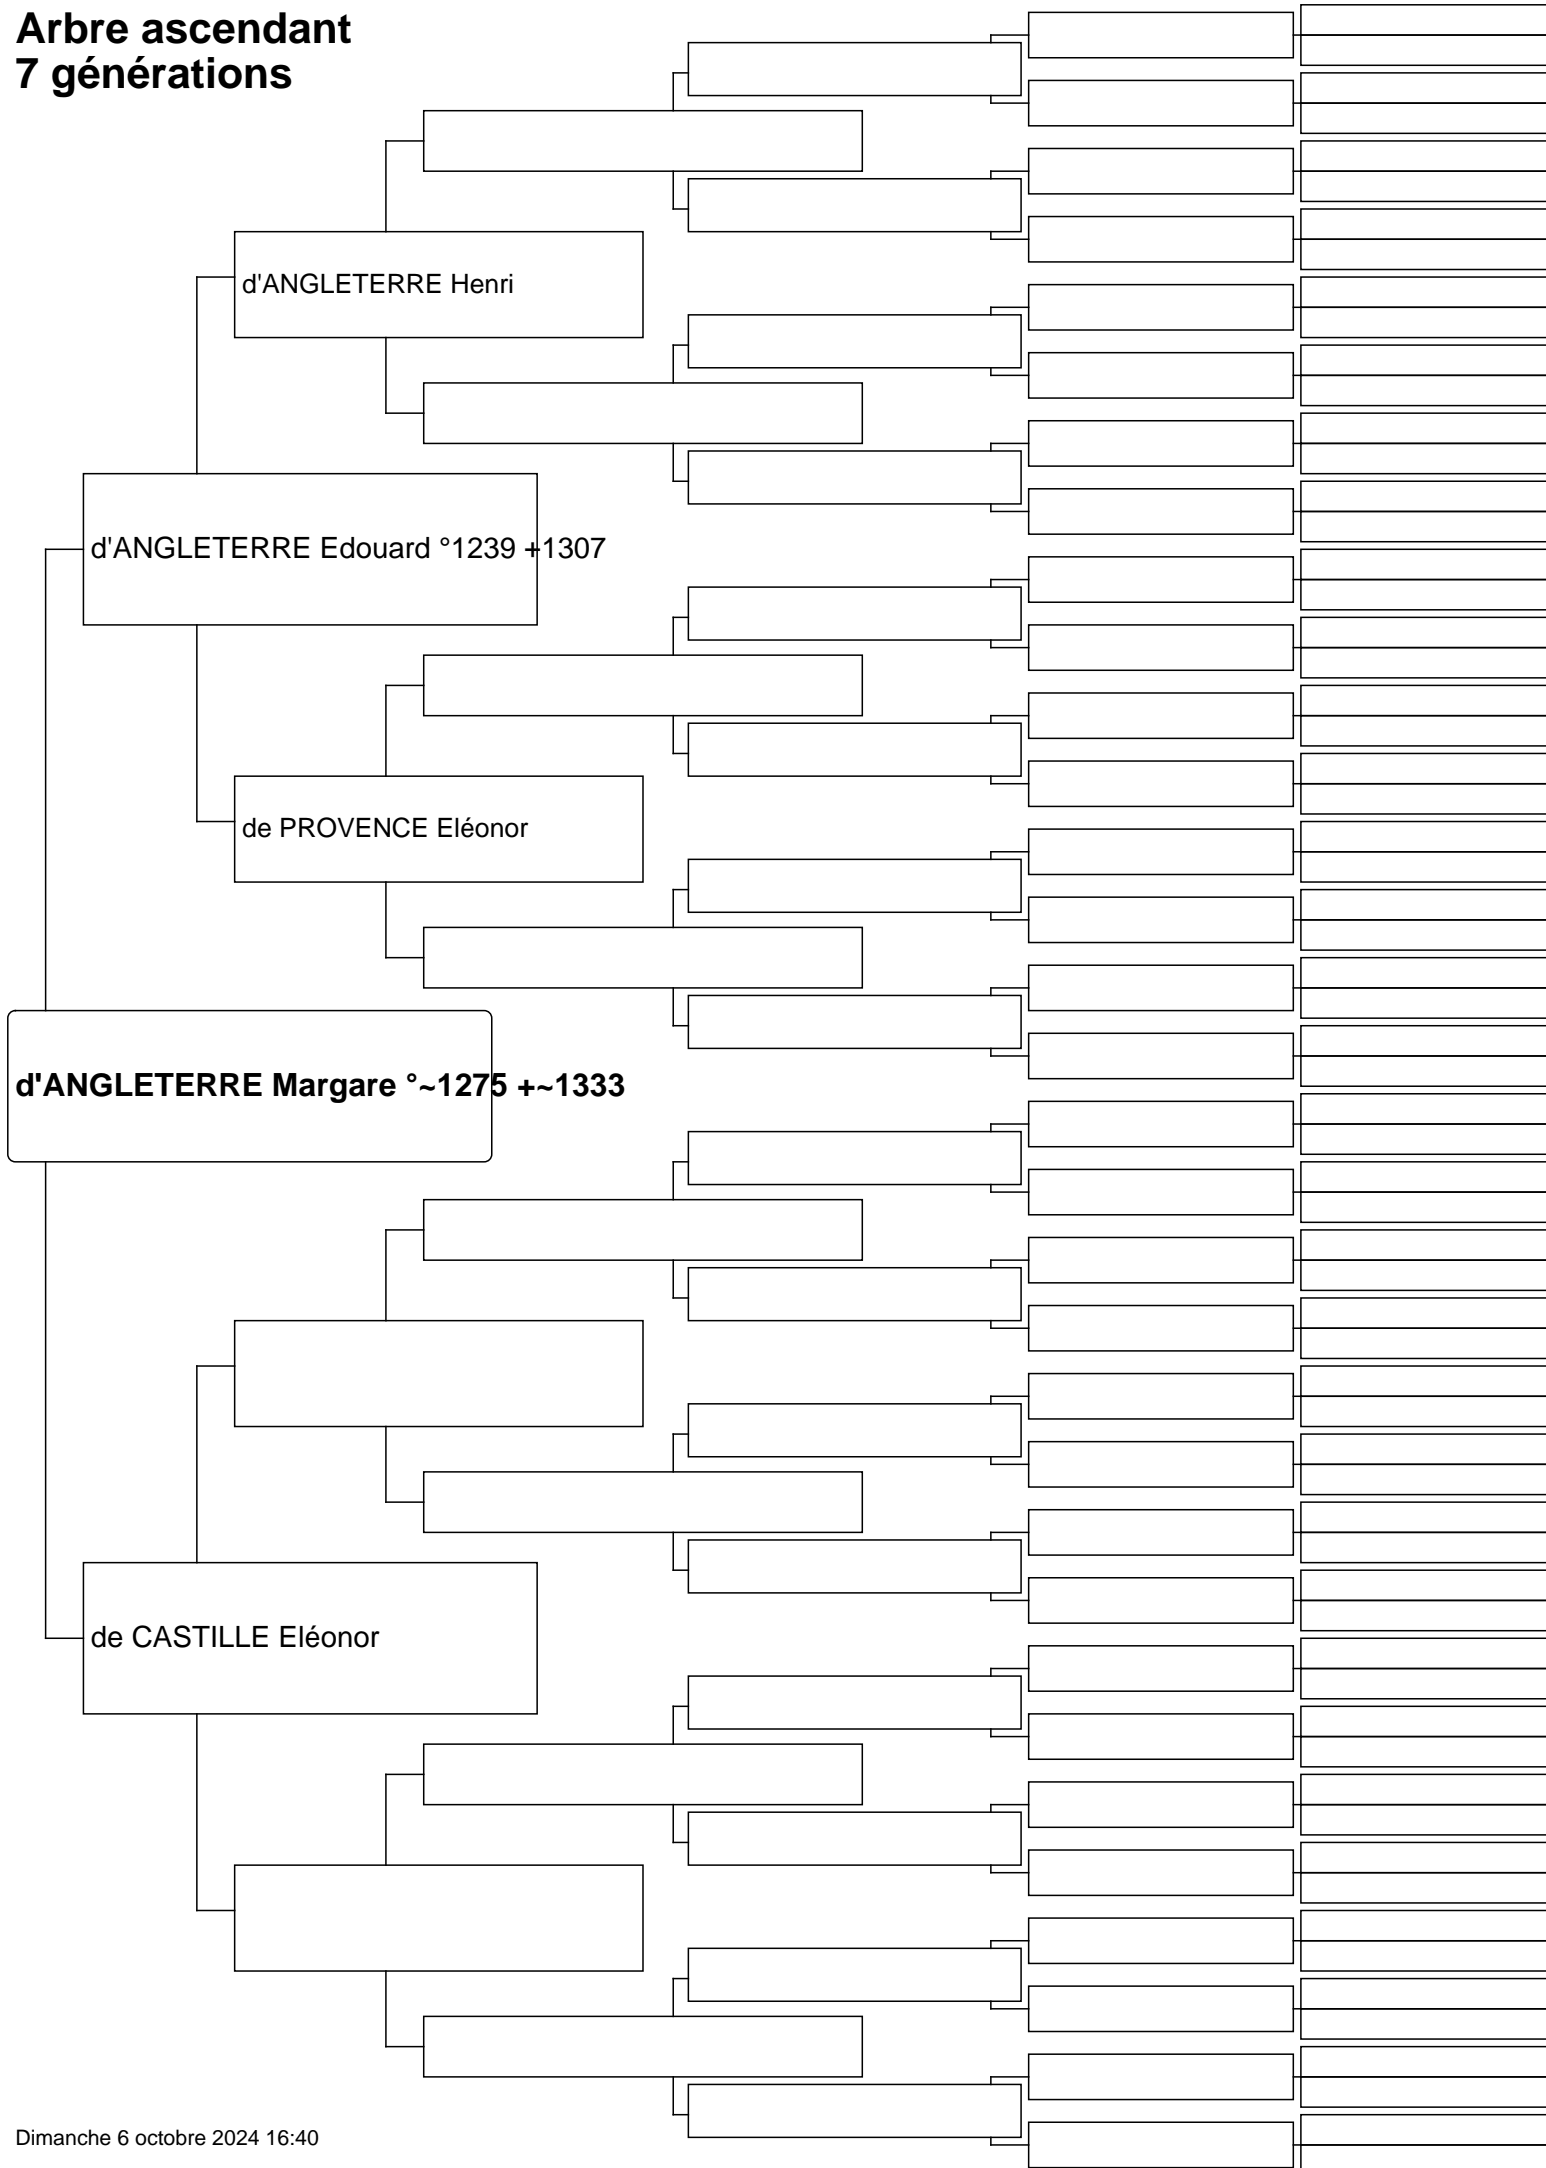 Arbre ascendant
7 générations
d'ANGLETERRE Henri
d'ANGLETERRE Edouard °1239 +1307
de PROVENCE Eléonor
d'ANGLETERRE Margare °~1275 +~1333
de CASTILLE Eléonor
Dimanche 6 octobre 2024 16:40